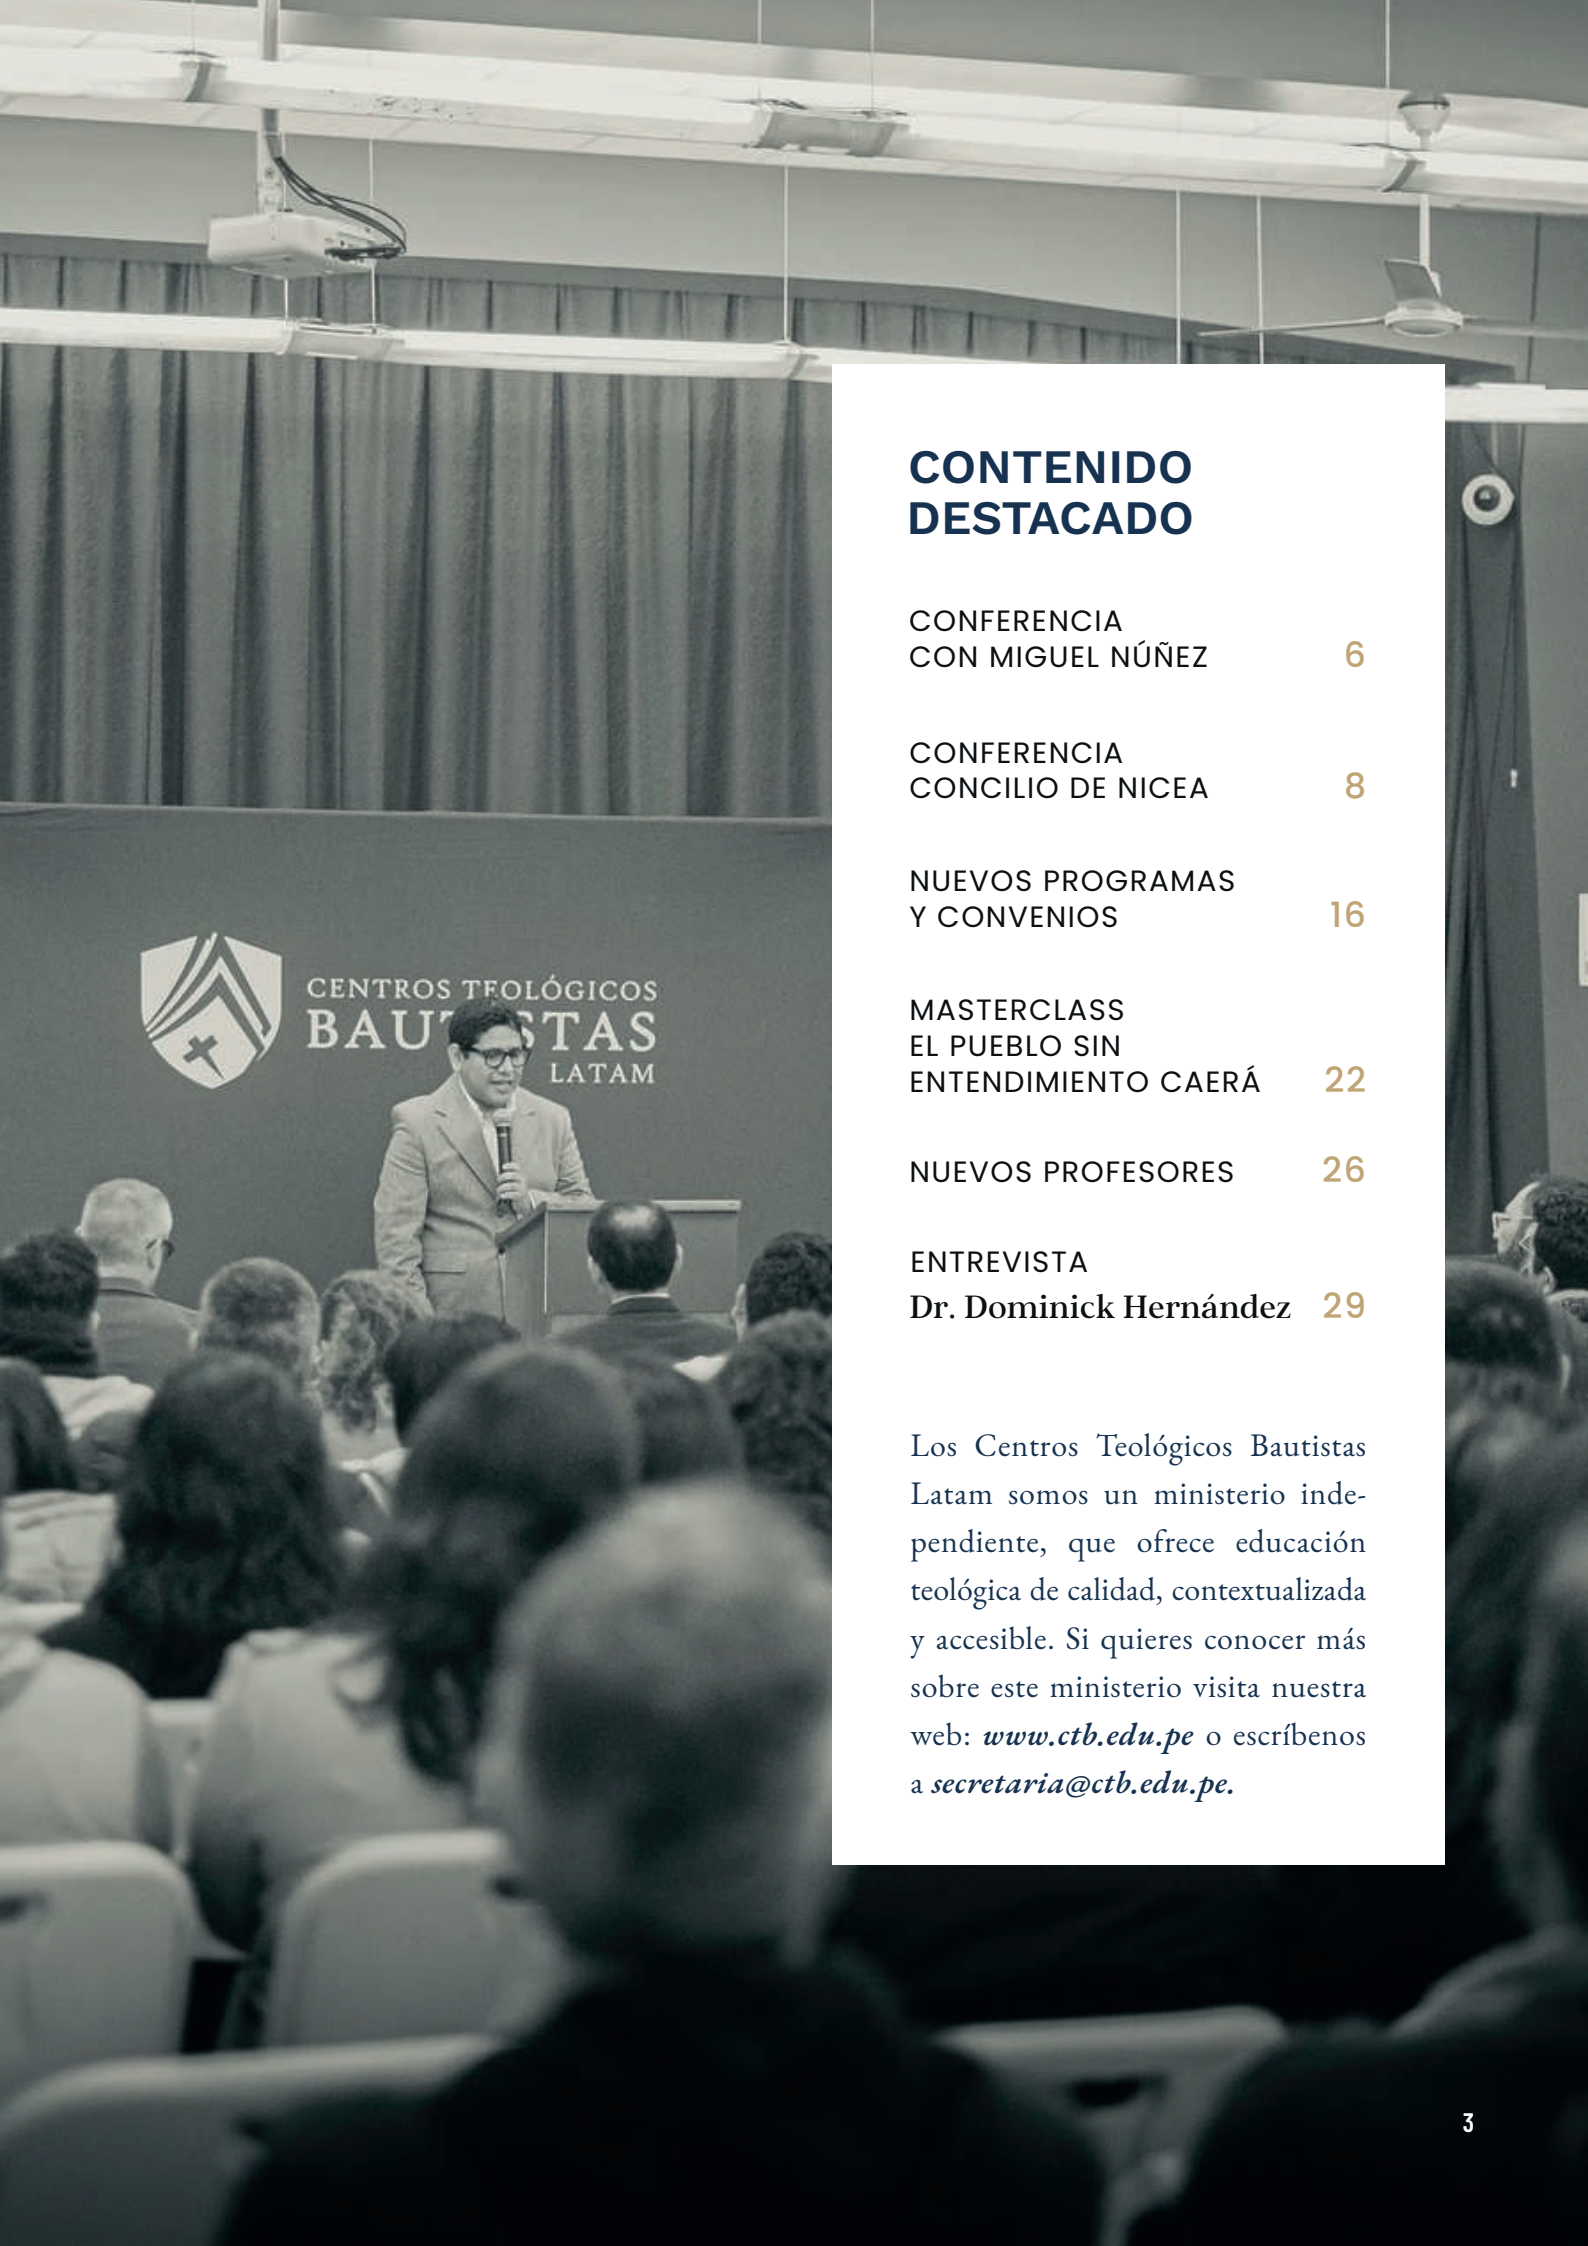 CENTROS TEOLÓGICOS
BAUTISTAS
LATAM
CONTENIDO
DESTACADO
CONFERENCIA
CON MIGUEL NÚÑEZ 6
CONFERENCIA
CONCILIO DE NICEA 8
NUEVOS PROGRAMAS
Y CONVENIOS 16
MASTERCLASS
EL PUEBLO SIN
ENTENDIMIENTO CAERÁ 22
NUEVOS PROFESORES 26
ENTREVISTA
Dr. Dominick Hernández 29
Los Centros Teológicos Bautistas
Latam somos un ministerio inde-
pendiente, que ofrece educación
teológica de calidad, contextualizada
y accesible. Si quieres conocer más
sobre este ministerio visita nuestra
web: www.ctb.edu.pe o escríbenos
a secretaria@ctb.edu.pe.
3